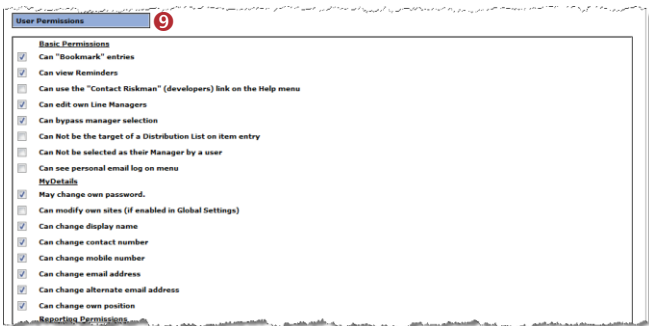 User Permissions
9
Basic Permissions
Can "Bookmark" entries
Can view Reminders
Can use the "Contact Riskman" (developers) link on the Help menu
Can edit own Line Managers
Can bypass manager selection
Can Not be the target of a Distribution List on item entry
Can Not be selected as their Manager by a user
Can see personal email log on menu
MyDetails
May change own password.
Can modify own sites (if enabled in Global Settings)
Can change display name
Can change contact number
Can change mobile number
Can change email address
Can change alternate email address
Can change own position
Reporting Permissions